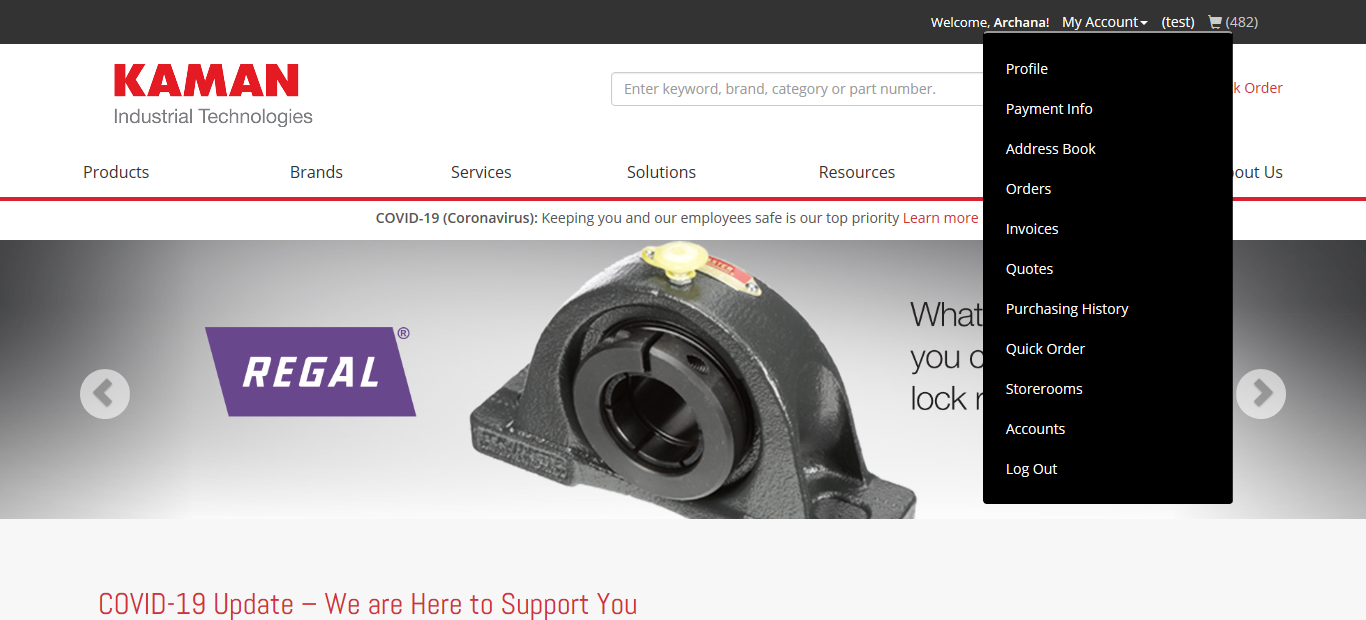 Welcome, Archana! My Account (test) (482)
KAMAN
Industrial Technologies
Enter keyword, brand, category or part number.
k Order
Products Brands Services Solutions Resources out Us
COVID-19 (Coronavirus): Keeping you and our employees safe is our top priority Learn more
Profile
Payment Info
Address Book
Orders
Invoices
Quotes
Purchasing History
Quick Order
Storerooms
Accounts
Log Out
REGAL®
What
you
lock
COVID-19 Update – We are Here to Support You